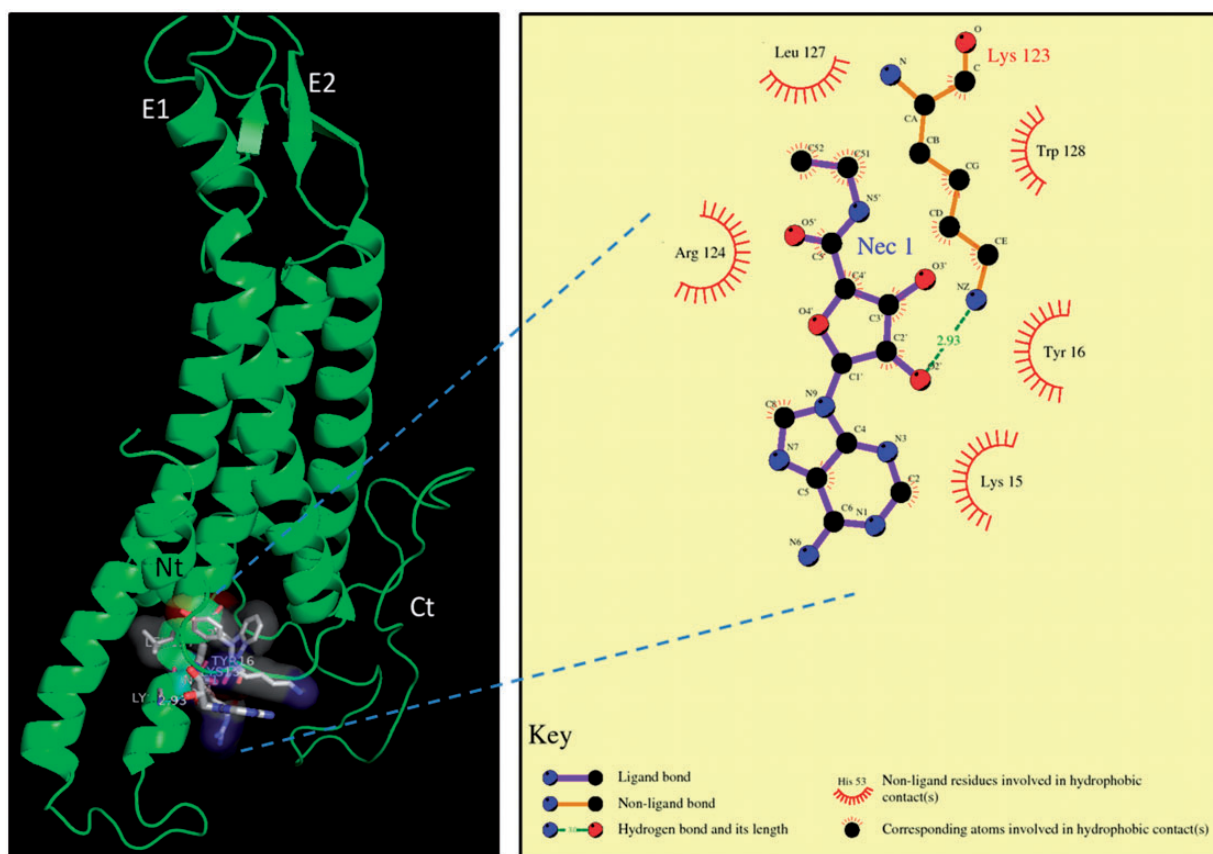 E1
E2
Nt
Ct
TYR16
LY
2.93
Leu 127
Lys 123
Trp 128
Arg 124
Nec 1
Tyr 16
Lys 15
O
N
C
CA
CB
CG
CD
CE
NZ
C52
C51
N5'
O5'
C5'
C4'
O3'
O4'
C3'
C2'
2.93
O2'
C1'
N9
C8
C4
N3
N7
C5
C2
C6
N1
N6
Key
Ligand bond
Non-ligand bond
Hydrogen bond and its length
His 53
Non-ligand residues involved in hydrophobic
contact(s)
Corresponding atoms involved in hydrophobic contact(s)